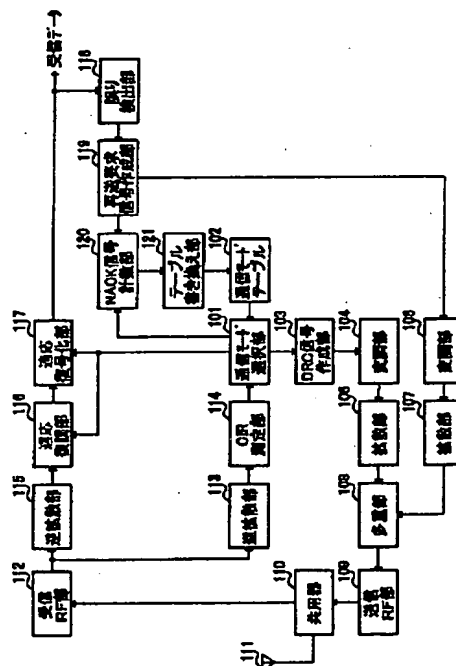 受信データ
118
誤り
検出部
119
再送要求
信号作成部
120
NACK信号
計数部
121
テーブル
書き換え部
102
通信モード
テーブル
117
適応
復号化部
101
通信モード
選択部
103
DRC信号
作成部
104
変調部
105
変調部
116
適応
復調部
114
CIR
測定部
106
拡散部
107
拡散部
115
逆拡散部
113
逆拡散部
108
多重部
112
受信
RF部
110
共用器
109
送信
RF部
111